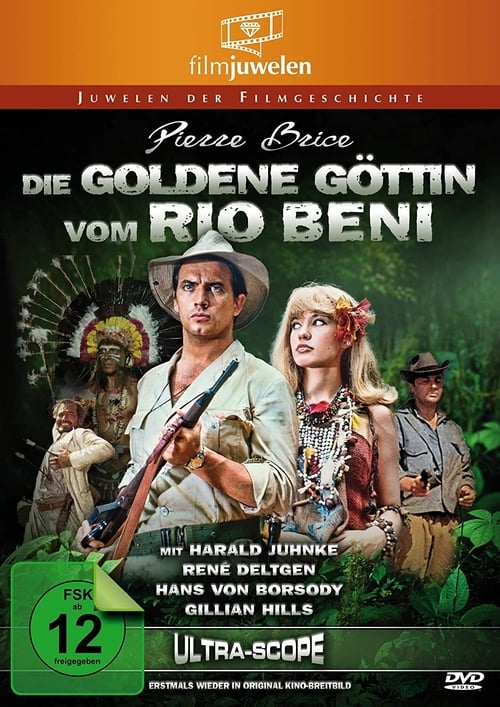 filmjuwelen
JUWELEN DER FILMGESCHICHTE
Pierre Brice
DIE GOLDENE GÖTTIN
VOM RIO BENI
MIT HARALD JUHNKE
RENÉ DELTGEN
HANS VON BORSODY
GILLIAN HILLS
FSK
ab
12
freigegeben
ULTRA-SCOPE
ERSTMALS WIEDER IN ORIGINAL KINO-BREITBILD
DVD
VIDEO